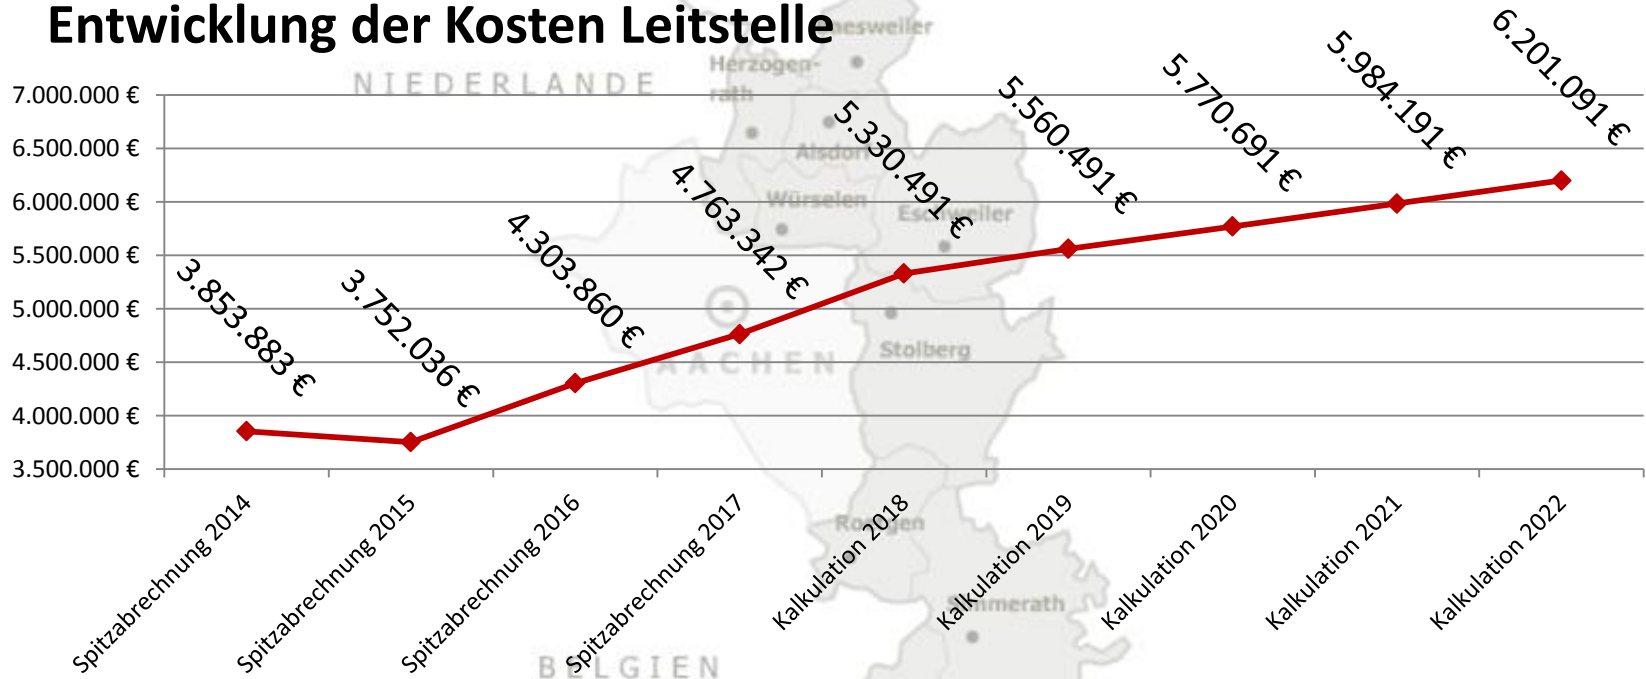 Entwicklung der Kosten Leitstelle
7.000.000 €
6.500.000 €
6.000.000 €
5.500.000 €
5.000.000 €
4.500.000 €
4.000.000 €
3.500.000 €
3.853.883 €
3.752.036 €
4.303.860 €
4.763.342 €
5.330.491 €
5.560.491 €
5.770.691 €
5.984.191 €
6.201.091 €
Spitzabrechnung 2014
Spitzabrechnung 2015
Spitzabrechnung 2016
Spitzabrechnung 2017
Kalkulation 2018
Kalkulation 2019
Kalkulation 2020
Kalkulation 2021
Kalkulation 2022
NIEDERLANDE
Herzogen-
rath
Alsdorf
Würselen
Eschweiler
AACHEN
Stolberg
BELGIEN